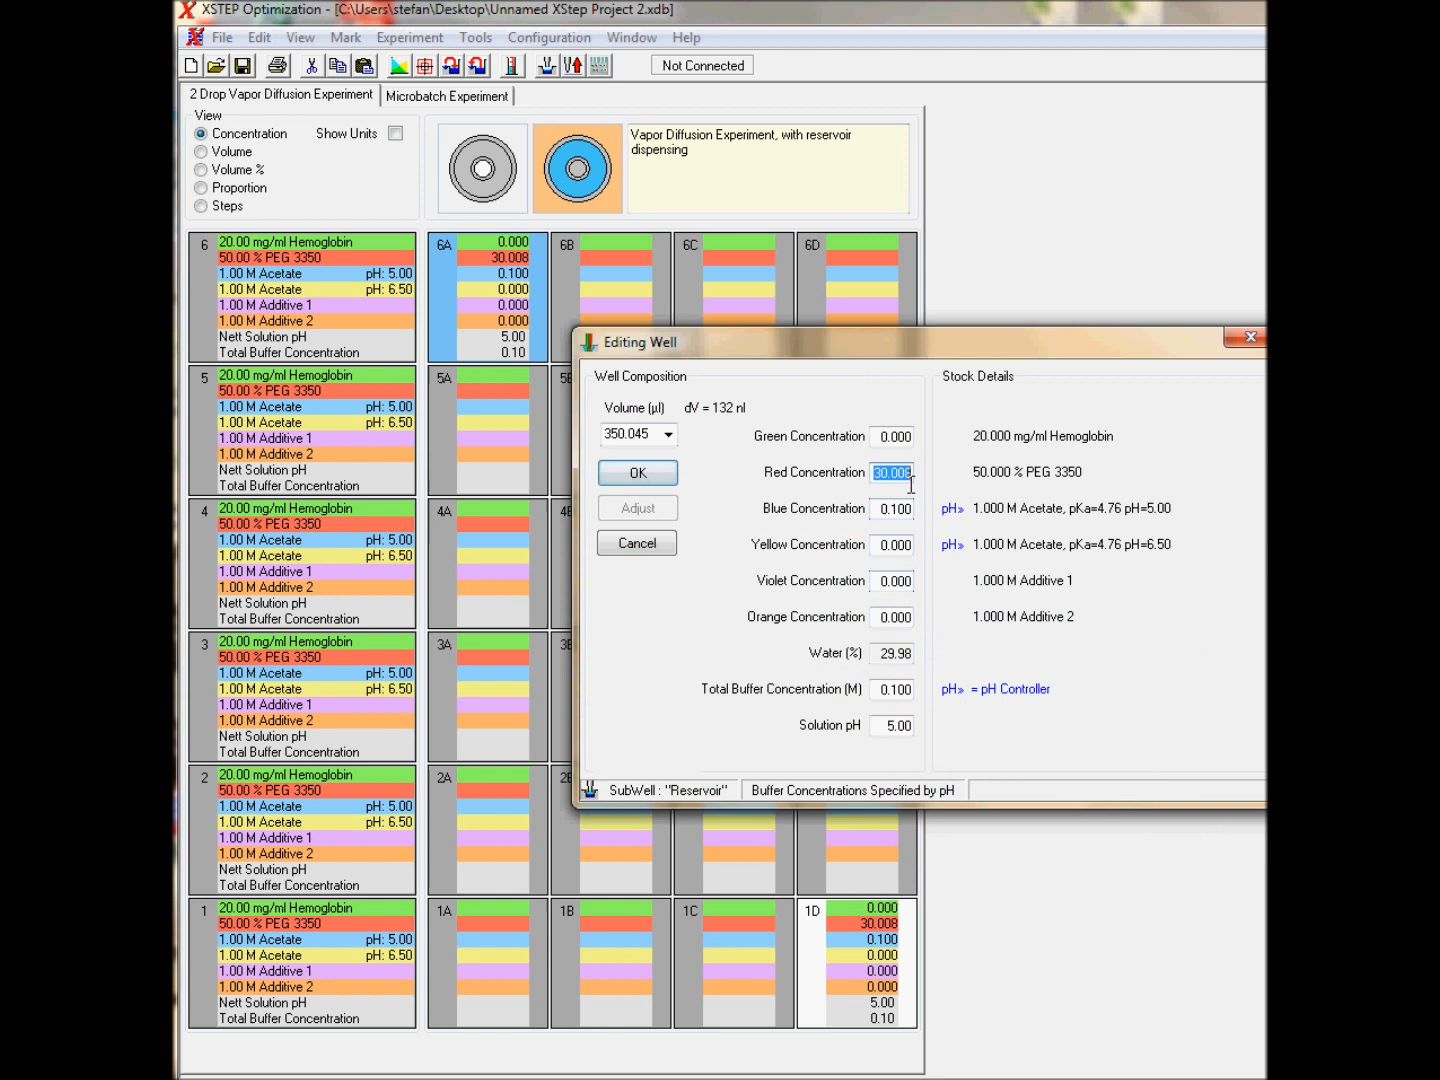 XSTEP Optimization - [C:\Users\stefan\Desktop\Unnamed XStep Project 2.xdb]
File Edit View Mark Experiment Tools Configuration Window Help
Not Connected
2 Drop Vapor Diffusion Experiment Microbatch Experiment
View
Concentration Show Units
Volume
Volume %
Proportion
Steps
Vapor Diffusion Experiment, with reservoir
dispensing
6 20.00 mg/ml Hemoglobin
50.00 % PEG 3350
1.00 M Acetate pH: 5.00
1.00 M Acetate pH: 6.50
1.00 M Additive 1
1.00 M Additive 2
Nett Solution pH
Total Buffer Concentration
6A 0.000
30.008
0.100
0.000
0.000
0.000
5.00
0.10
6B
6C
6D
5 20.00 mg/ml Hemoglobin
50.00 % PEG 3350
1.00 M Acetate pH: 5.00
1.00 M Acetate pH: 6.50
1.00 M Additive 1
1.00 M Additive 2
Nett Solution pH
Total Buffer Concentration
5A
4 20.00 mg/ml Hemoglobin
50.00 % PEG 3350
1.00 M Acetate pH: 5.00
1.00 M Acetate pH: 6.50
1.00 M Additive 1
1.00 M Additive 2
Nett Solution pH
Total Buffer Concentration
4A
3 20.00 mg/ml Hemoglobin
50.00 % PEG 3350
1.00 M Acetate pH: 5.00
1.00 M Acetate pH: 6.50
1.00 M Additive 1
1.00 M Additive 2
Nett Solution pH
Total Buffer Concentration
3A
2 20.00 mg/ml Hemoglobin
50.00 % PEG 3350
1.00 M Acetate pH: 5.00
1.00 M Acetate pH: 6.50
1.00 M Additive 1
1.00 M Additive 2
Nett Solution pH
Total Buffer Concentration
2A
1 20.00 mg/ml Hemoglobin
50.00 % PEG 3350
1.00 M Acetate pH: 5.00
1.00 M Acetate pH: 6.50
1.00 M Additive 1
1.00 M Additive 2
Nett Solution pH
Total Buffer Concentration
1A
1B
1C
1D 0.000
30.008
0.100
0.000
0.000
0.000
5.00
0.10
Editing Well
Well Composition
Volume (µl) dV = 132 nl
350.045
OK
Adjust
Cancel
Green Concentration 0.000
Red Concentration 30.008
Blue Concentration 0.100
Yellow Concentration 0.000
Violet Concentration 0.000
Orange Concentration 0.000
Water (%) 29.98
Total Buffer Concentration (M) 0.100
Solution pH 5.00
Stock Details
20.000 mg/ml Hemoglobin
50.000 % PEG 3350
pH» 1.000 M Acetate, pKa=4.76 pH=5.00
pH» 1.000 M Acetate, pKa=4.76 pH=6.50
1.000 M Additive 1
1.000 M Additive 2
pH» = pH Controller
SubWell : "Reservoir" Buffer Concentrations Specified by pH